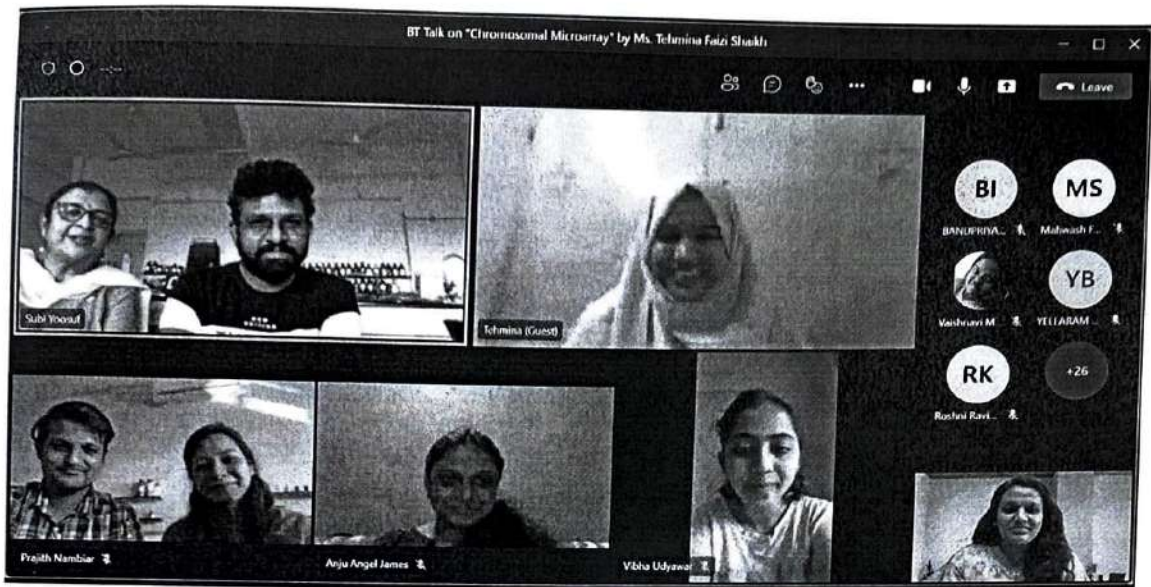 BT Talk on "Chromosomal Microarray" by Ms. Tehmina Faizi Shaikh
Leave
BI
MS
BANUPRIYA...
Mahwash F...
Subi Yoosuf
Tehmina (Guest)
YB
Vaishnavi M
YELLARAM...
RK
+26
Roshni Ravi...
Prajith Nambiar
Anju Angel James
Vibha Udyawar